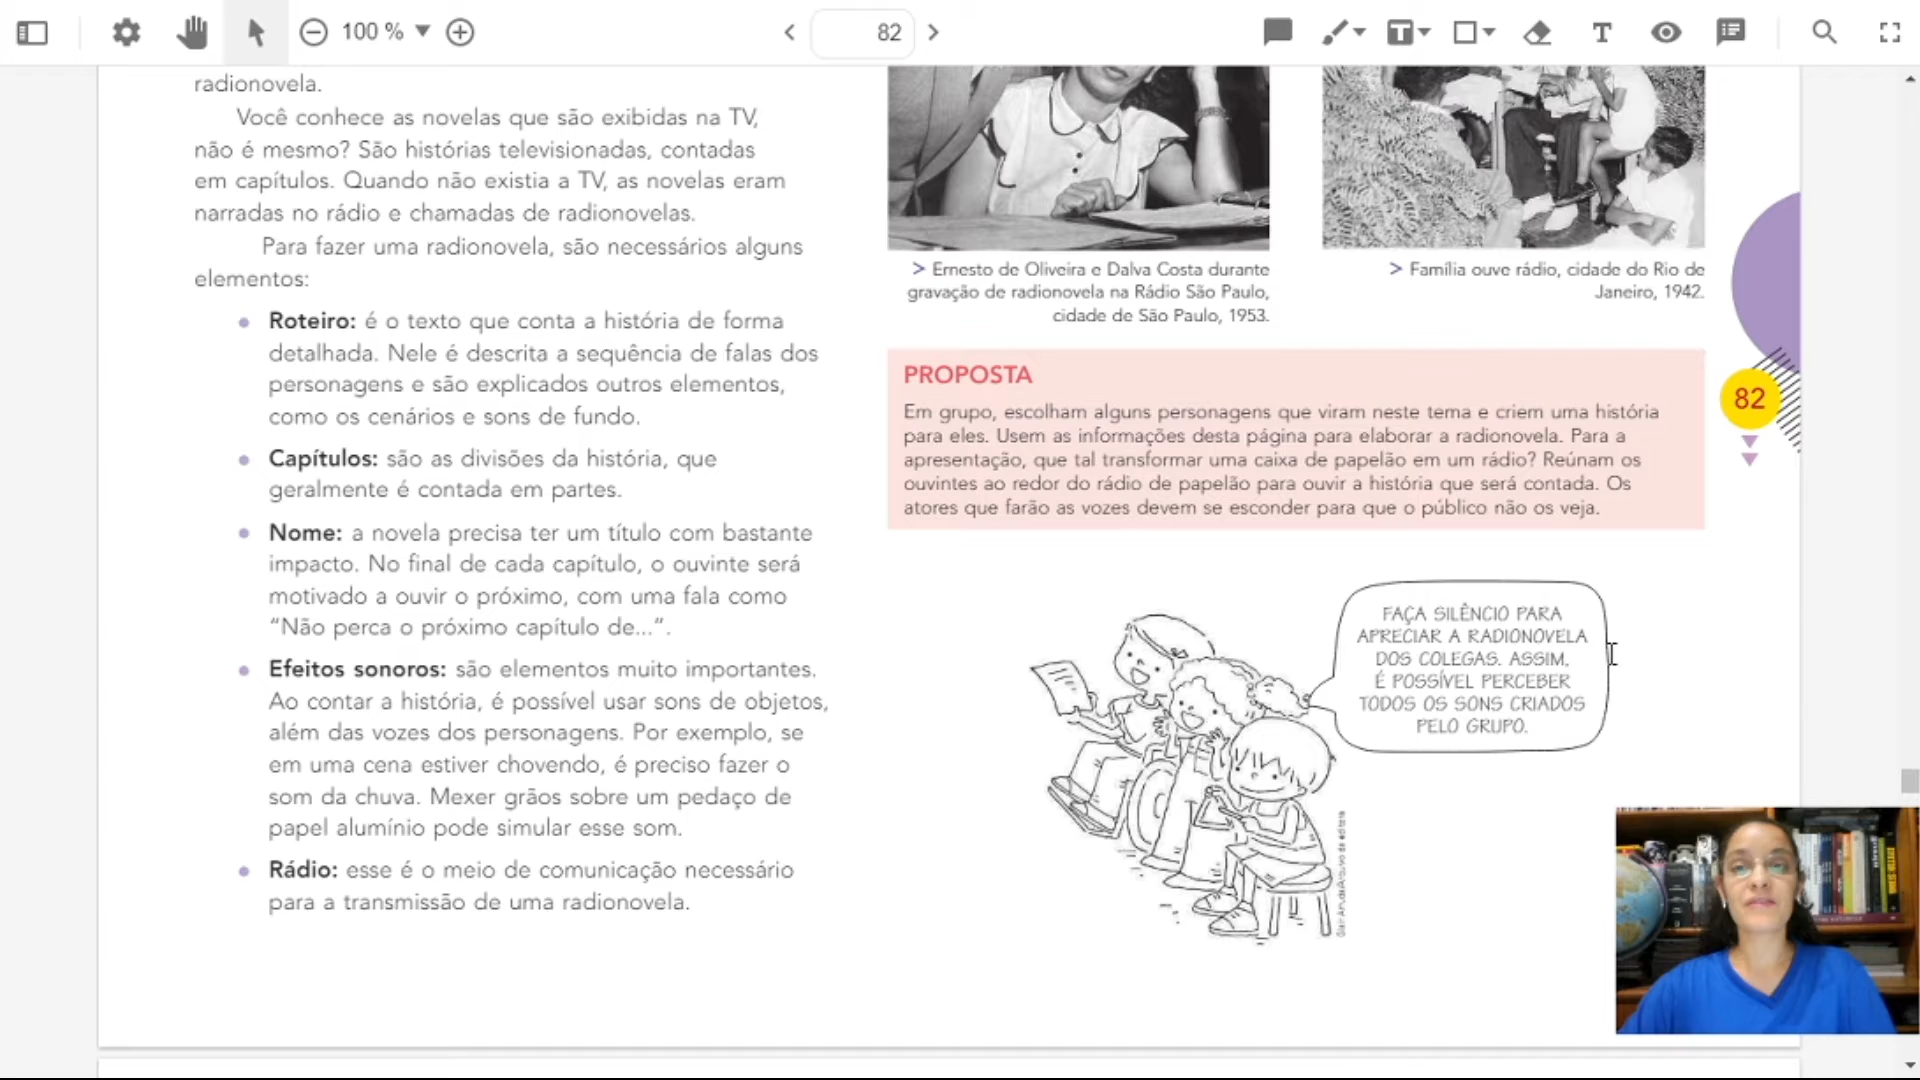 100 %
82
radionovela.
Você conhece as novelas que são exibidas na TV,
não é mesmo? São histórias televisionadas, contadas
em capítulos. Quando não existia a TV, as novelas eram
narradas no rádio e chamadas de radionovelas.
Para fazer uma radionovela, são necessários alguns
elementos:
• Roteiro: é o texto que conta a história de forma
detalhada. Nele é descrita a sequência de falas dos
personagens e são explicados outros elementos,
como os cenários e sons de fundo.
• Capítulos: são as divisões da história, que
geralmente é contada em partes.
• Nome: a novela precisa ter um título com bastante
impacto. No final de cada capítulo, o ouvinte será
motivado a ouvir o próximo, com uma fala como
“Não perca o próximo capítulo de...”.
• Efeitos sonoros: são elementos muito importantes.
Ao contar a história, é possível usar sons de objetos,
além das vozes dos personagens. Por exemplo, se
em uma cena estiver chovendo, é preciso fazer o
som da chuva. Mexer grãos sobre um pedaço de
papel alumínio pode simular esse som.
• Rádio: esse é o meio de comunicação necessário
para a transmissão de uma radionovela.
> Ernesto de Oliveira e Dalva Costa durante
gravação de radionovela na Rádio São Paulo,
cidade de São Paulo, 1953.
> Família ouve rádio, cidade do Rio de
Janeiro, 1942.
PROPOSTA
Em grupo, escolham alguns personagens que viram neste tema e criem uma história
para eles. Usem as informações desta página para elaborar a radionovela. Para a
apresentação, que tal transformar uma caixa de papelão em um rádio? Reúnam os
ouvintes ao redor do rádio de papelão para ouvir a história que será contada. Os
atores que farão as vozes devem se esconder para que o público não os veja.
82
FAÇA SILÊNCIO PARA
APRECIAR A RADIONOVELA
DOS COLEGAS. ASSIM,
É POSSÍVEL PERCEBER
TODOS OS SONS CRIADOS
PELO GRUPO.